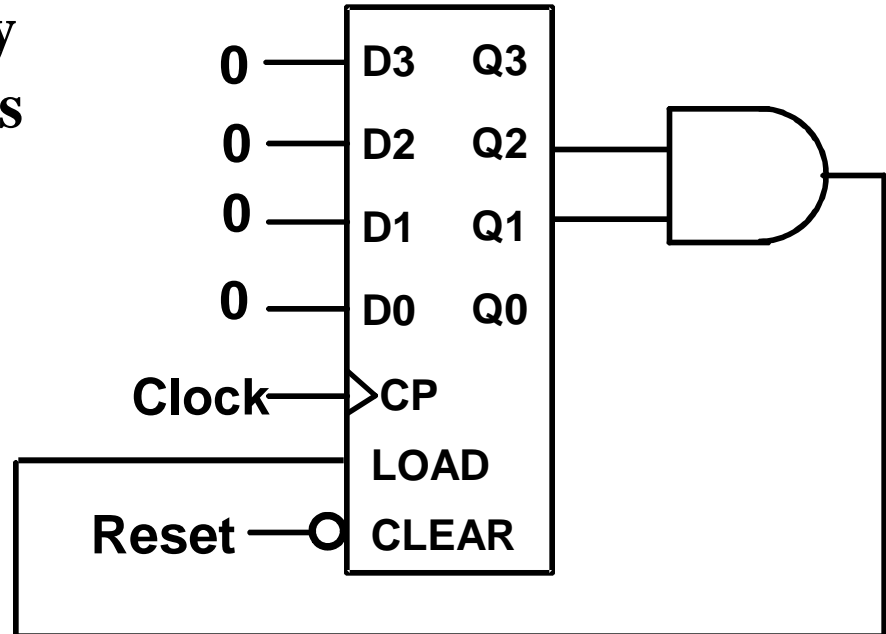 y
s
0 D3 Q3
0 D2 Q2
0 D1 Q1
0 D0 Q0
Clock CP
LOAD
Reset CLEAR